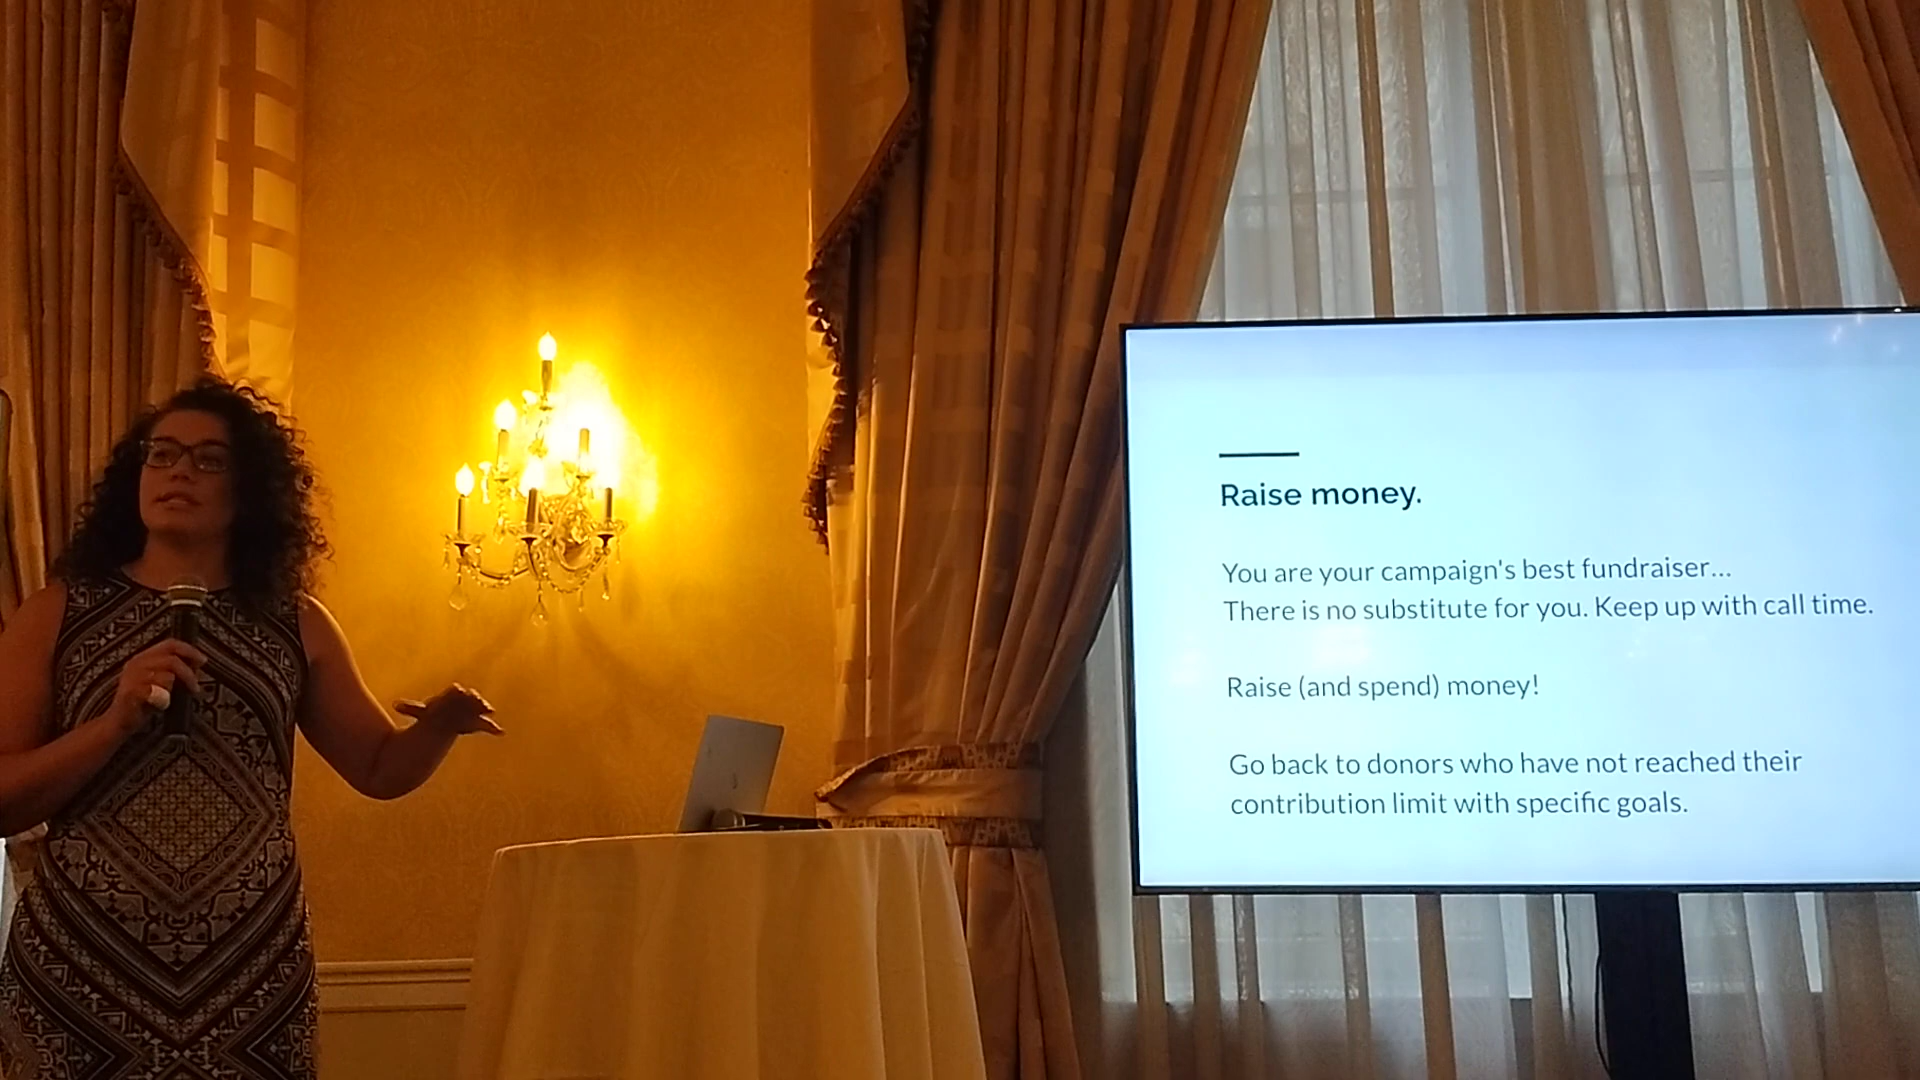 Raise money.
You are your campaign's best fundraiser...
There is no substitute for you. Keep up with call time.
Raise (and spend) money!
Go back to donors who have not reached their
contribution limit with specific goals.